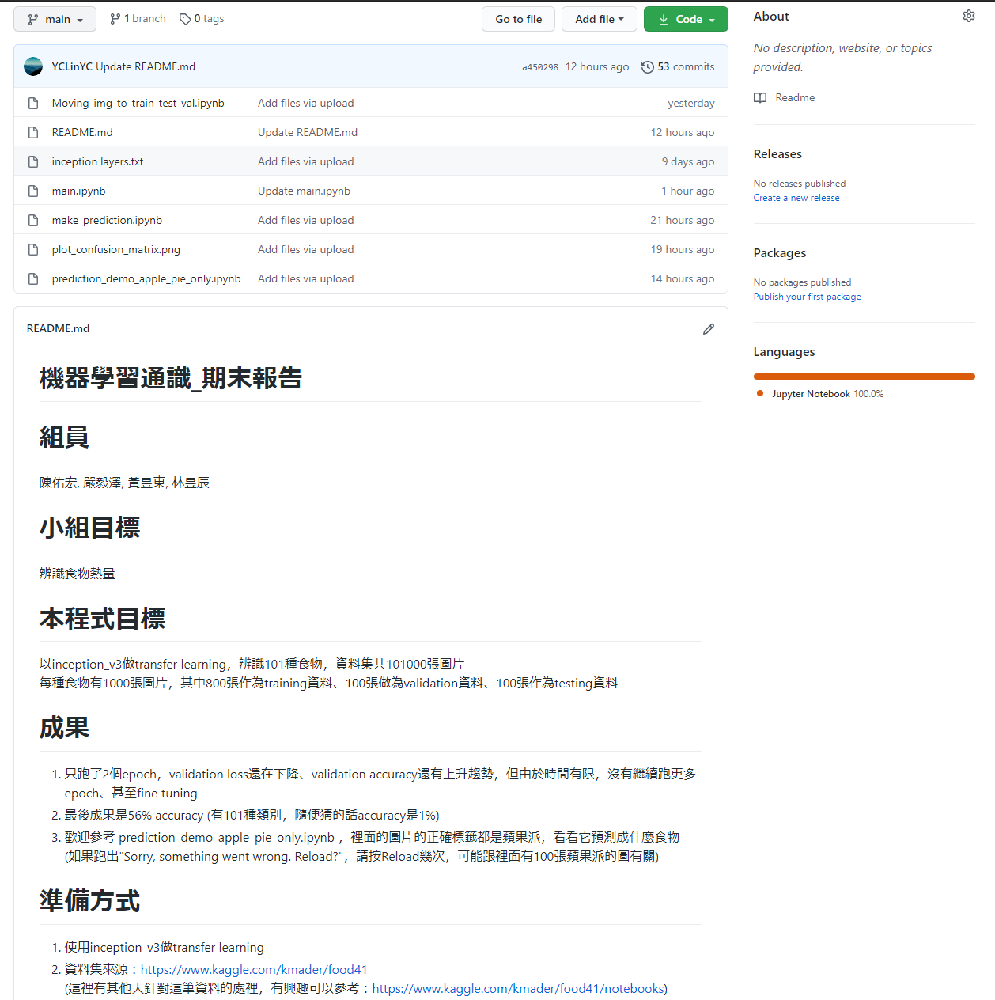 main
1 branch
0 tags
Go to file
Add file
Code
YCLinYC Update README.md
a450298 12 hours ago 53 commits
Moving_img_to_train_test_val.ipynb Add files via upload yesterday
README.md Update README.md 12 hours ago
inception layers.txt Add files via upload 9 days ago
main.ipynb Update main.ipynb 1 hour ago
make_prediction.ipynb Add files via upload 21 hours ago
plot_confusion_matrix.png Add files via upload 19 hours ago
prediction_demo_apple_pie_only.ipynb Add files via upload 14 hours ago
README.md
機器學習通識_期末報告
組員
陳佑宏, 嚴毅澤, 黃昱東, 林昱辰
小組目標
辨識食物熱量
本程式目標
以inception_v3做transfer learning，辨識101種食物，資料集共101000張圖片
每種食物有1000張圖片，其中800張作為training資料、100張做為validation資料、100張作為testing資料
成果
1. 只跑了2個epoch，validation loss還在下降、validation accuracy還有上升趨勢，但由於時間有限，沒有繼續跑更多
epoch、甚至fine tuning
2. 最後成果是56% accuracy (有101種類別，隨便猜的話accuracy是1%)
3. 歡迎參考 prediction_demo_apple_pie_only.ipynb ，裡面的圖片的正確標籤都是蘋果派，看看它預測成什麼食物
(如果跑出"Sorry, something went wrong. Reload?"，請按Reload幾次，可能跟裡面有100張蘋果派的圖有關)
準備方式
1. 使用inception_v3做transfer learning
2. 資料集來源：https://www.kaggle.com/kmader/food41
(這裡有其他人針對這筆資料的處裡，有興趣可以參考：https://www.kaggle.com/kmader/food41/notebooks)
About
No description, website, or topics
provided.
Readme
Releases
No releases published
Create a new release
Packages
No packages published
Publish your first package
Languages
Jupyter Notebook 100.0%